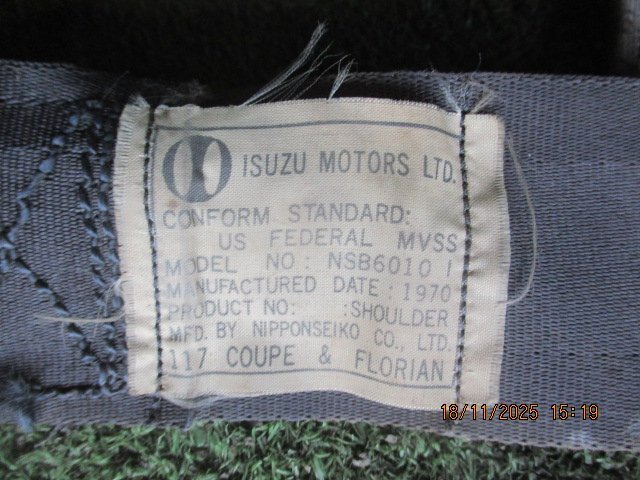 ISUZU MOTORS LTD.
CONFORM STANDARD:
US FEDERAL MVSS
MODEL NO: NSB6010 1
MANUFACTURED DATE:1970
PRODUCT NO: :SHOULDER
MFD. BY NIPPONSEIKO CO., LTD.
117 COUPE & FLORIAN
18/11/2025 15:19